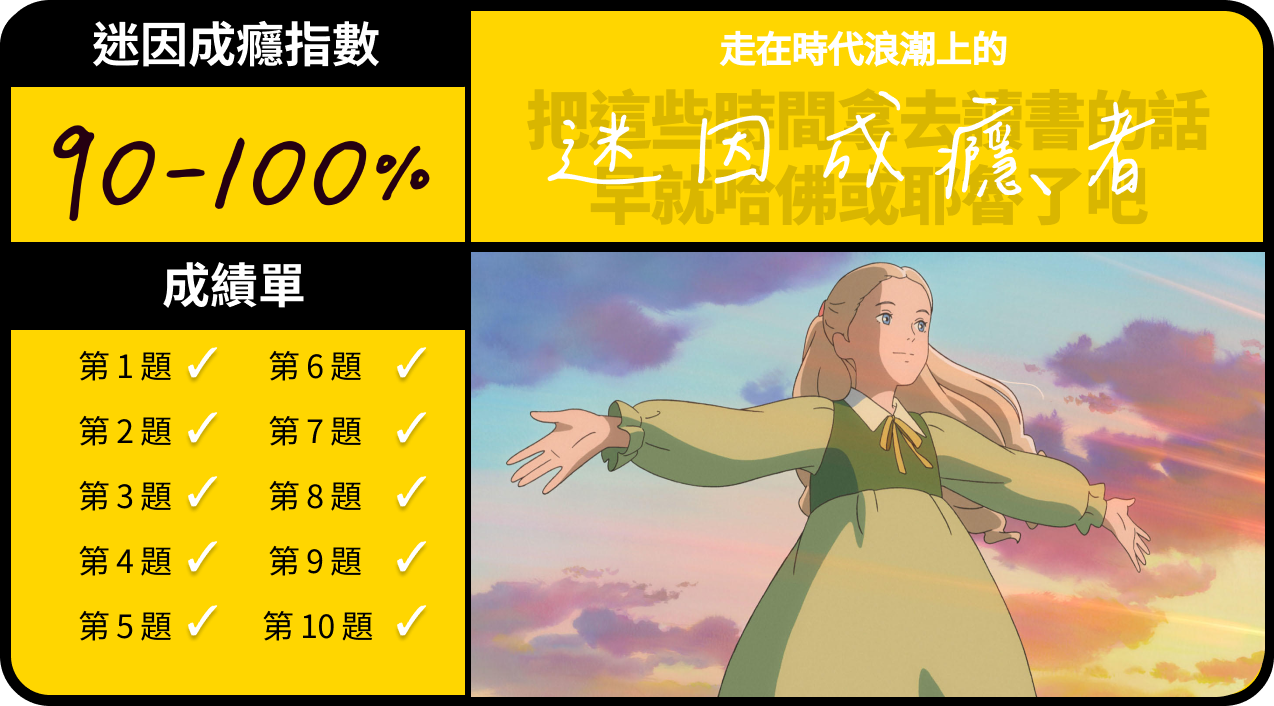 迷因成癮指數
90-100%
走在時代浪潮上的
把這些時間拿去讀書的話
迷因成癮、者
早就哈佛或耶魯了吧
成績單
第 1 題 ✓ 第 6 題 ✓
第 2 題 ✓ 第 7 題 ✓
第 3 題 ✓ 第 8 題 ✓
第 4 題 ✓ 第 9 題 ✓
第 5 題 ✓ 第 10 題 ✓